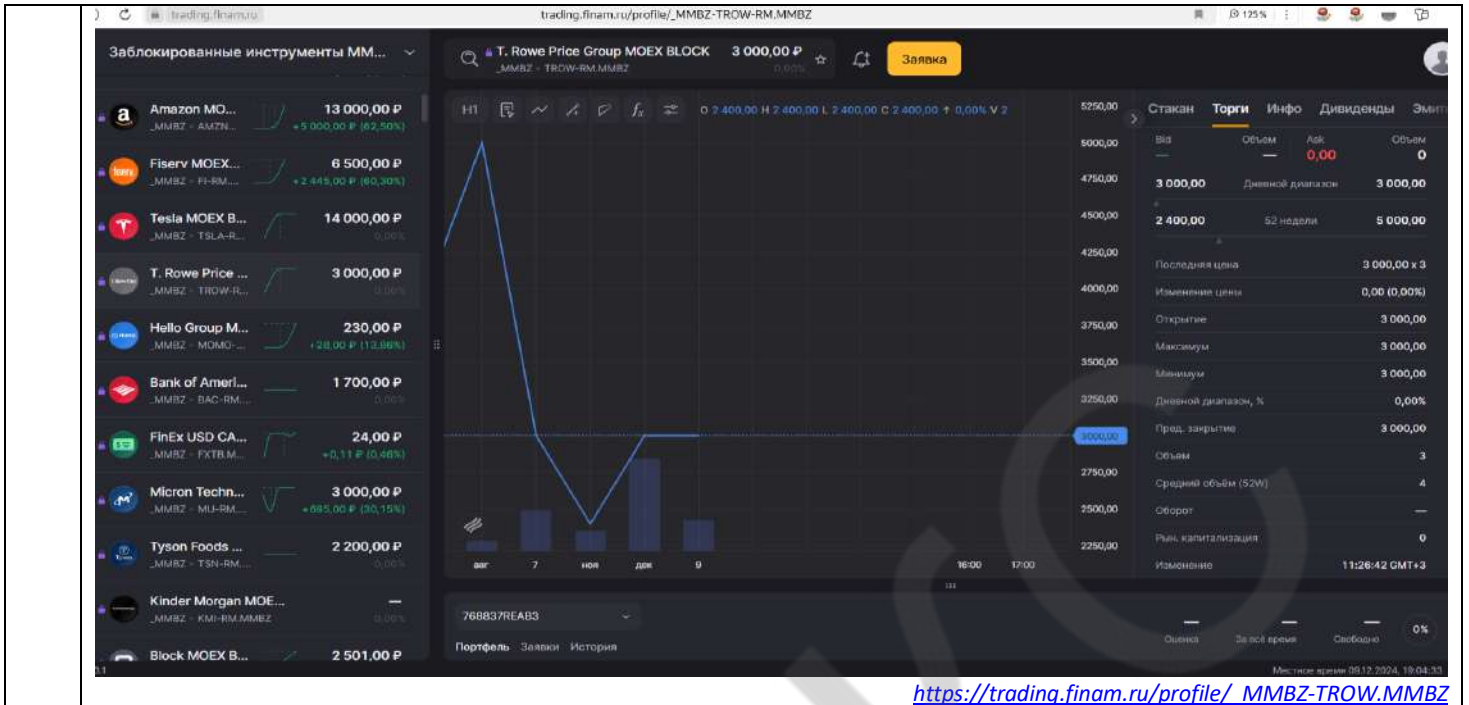 trading.finam.ru
trading.finam.ru/profile/_MMBZ-TROW-RM.MMBZ
125 %
Заблокированные инструменты ММ...
T. Rowe Price Group MOEX BLOCK 3 000,00 ₽
_MMBZ - TROW-RM.MMBZ 0,00%
Заявка
Amazon MO... 13 000,00 ₽
_MMBZ - AMZN... +5 000,00 ₽ (62,50%)
Fiserv MOEX... 6 500,00 ₽
_MMBZ - FI-RM.... +2 445,00 ₽ (60,30%)
Tesla MOEX B... 14 000,00 ₽
_MMBZ - TSLA-R... 0,00%
T. Rowe Price ... 3 000,00 ₽
_MMBZ - TROW-R... 0,00%
Hello Group M... 230,00 ₽
_MMBZ - MOMO-... +28,00 ₽ (13,86%)
Bank of Ameri... 1 700,00 ₽
_MMBZ - BAC-RM.... 0,00%
FinEx USD CA... 24,00 ₽
_MMBZ - FXTB.M... +0,11 ₽ (0,46%)
Micron Techn... 3 000,00 ₽
_MMBZ - MU-RM.... +695,00 ₽ (30,15%)
Tyson Foods ... 2 200,00 ₽
_MMBZ - TSN-RM.... 0,00%
Kinder Morgan MOE... —
_MMBZ - KMI-RM.MMBZ 0,00%
Block MOEX B... 2 501,00 ₽
H1 O 2 400,00 H 2 400,00 L 2 400,00 C 2 400,00 ↑ 0,00% V 2
5250,00
5000,00
4750,00
4500,00
4250,00
4000,00
3750,00
3500,00
3250,00
3000,00
2750,00
2500,00
2250,00
авг 7 ноя дек 9 16:00 17:00
Стакан Торги Инфо Дивиденды Эмит
Bid Объем Ask Объем
— — 0,00 0
3 000,00 Дневной диапазон 3 000,00
2 400,00 52 недели 5 000,00
Последняя цена 3 000,00 x 3
Изменение цены 0,00 (0,00%)
Открытие 3 000,00
Максимум 3 000,00
Минимум 3 000,00
Дневной диапазон, % 0,00%
Пред. закрытие 3 000,00
Объем 3
Средний объём (52W) 4
Оборот —
Рын. капитализация 0
Изменение 11:26:42 GMT+3
768837REAB3
Портфель Заявки История
— — — 0%
Оценка За всё время Свободно
Местное время 09.12.2024, 19:04:33
https://trading.finam.ru/profile/_MMBZ-TROW.MMBZ